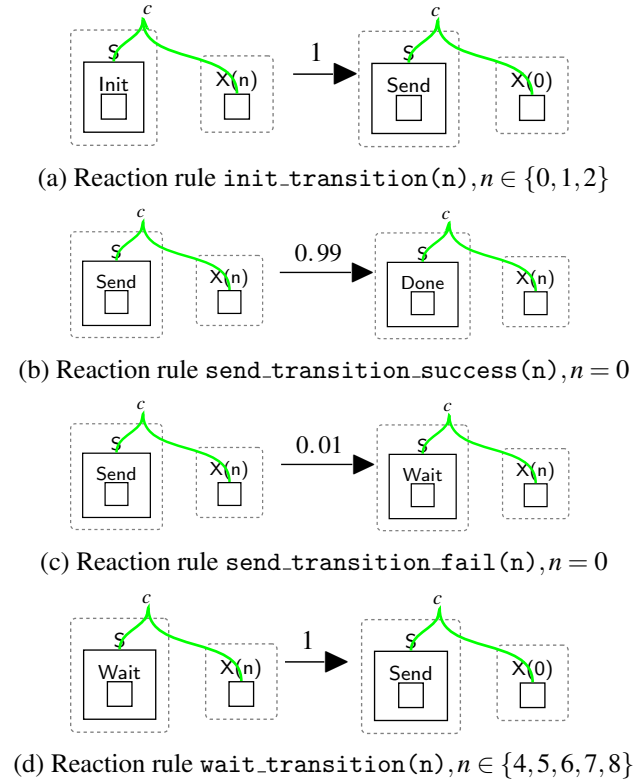 c c
S S
1
Init X(n) Send X(0)
(a) Reaction rule init_transition(n), n ∈ {0,1,2}
c c
S S
0.99
Send X(n) Done X(n)
(b) Reaction rule send_transition_success(n), n = 0
c c
S S
0.01
Send X(n) Wait X(n)
(c) Reaction rule send_transition_fail(n), n = 0
c c
S S
1
Wait X(n) Send X(0)
(d) Reaction rule wait_transition(n), n ∈ {4,5,6,7,8}